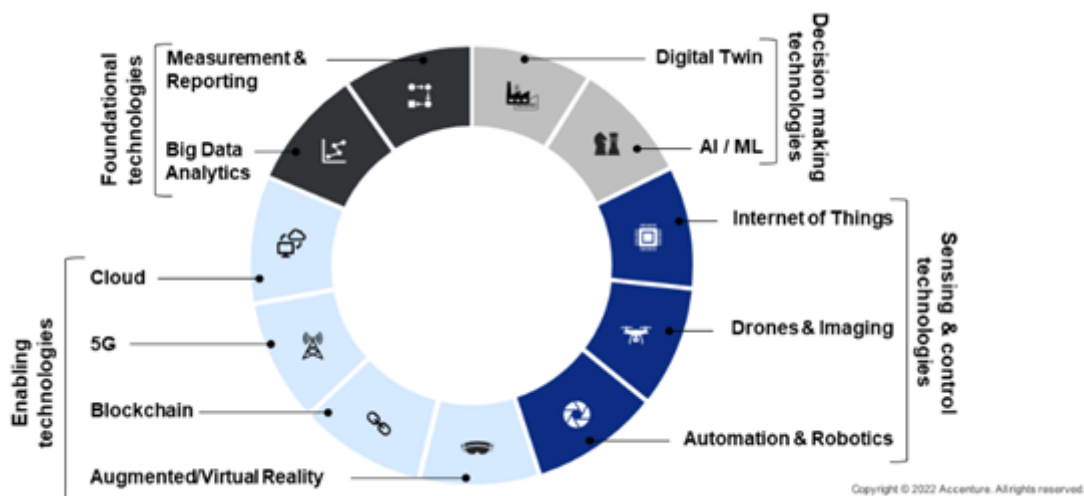 Foundational
technologies
Measurement &
Reporting
Big Data
Analytics
Decision making
technologies
Digital Twin
AI / ML
Sensing & control
technologies
Internet of Things
Drones & Imaging
Automation & Robotics
Enabling
technologies
Cloud
5G
Blockchain
Augmented/Virtual Reality
Copyright © 2022 Accenture. All rights reserved